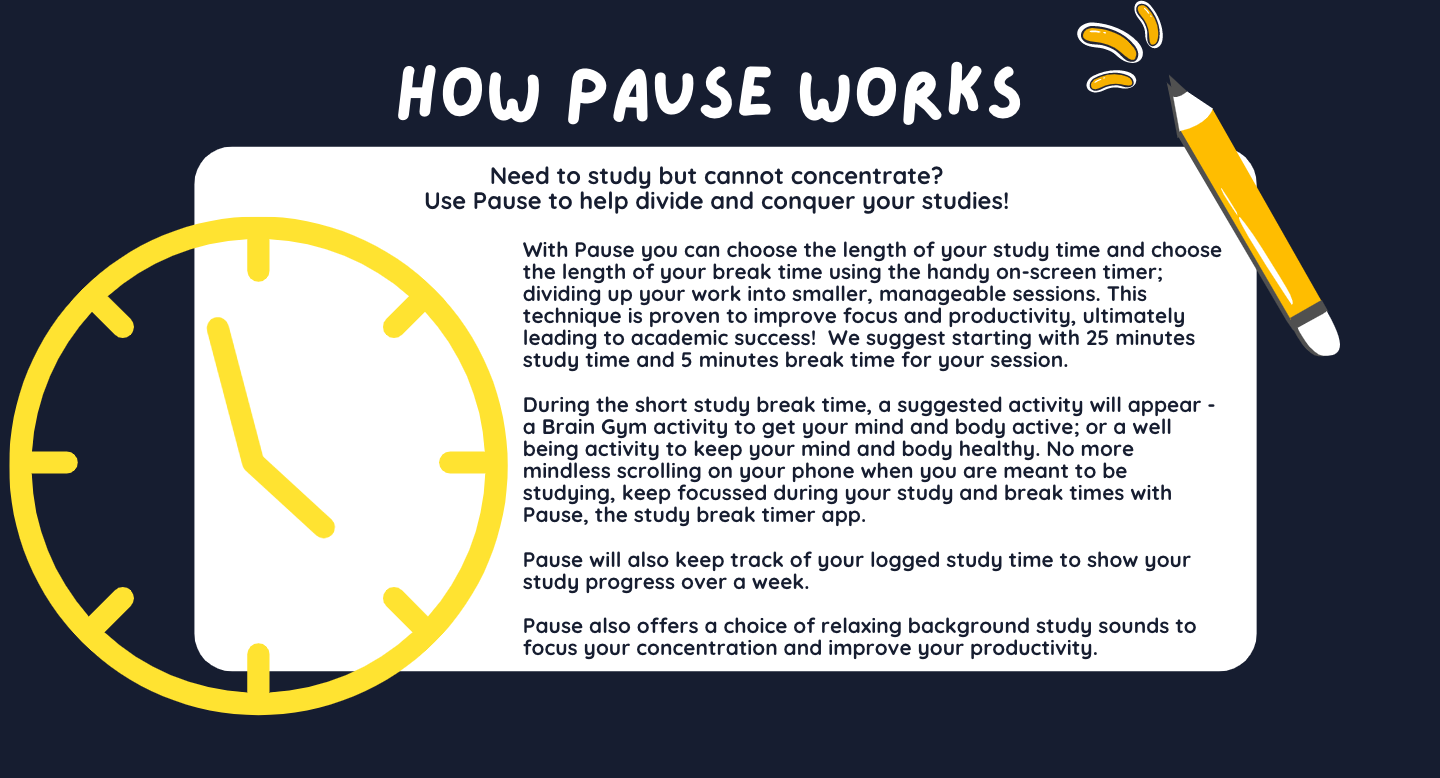 HOW PAUSE WORKS
Need to study but cannot concentrate?
Use Pause to help divide and conquer your studies!
With Pause you can choose the length of your study time and choose
the length of your break time using the handy on-screen timer;
dividing up your work into smaller, manageable sessions. This
technique is proven to improve focus and productivity, ultimately
leading to academic success!  We suggest starting with 25 minutes
study time and 5 minutes break time for your session.
During the short study break time, a suggested activity will appear -
a Brain Gym activity to get your mind and body active; or a well
being activity to keep your mind and body healthy. No more
mindless scrolling on your phone when you are meant to be
studying, keep focussed during your study and break times with
Pause, the study break timer app.
Pause will also keep track of your logged study time to show your
study progress over a week.
Pause also offers a choice of relaxing background study sounds to
focus your concentration and improve your productivity.